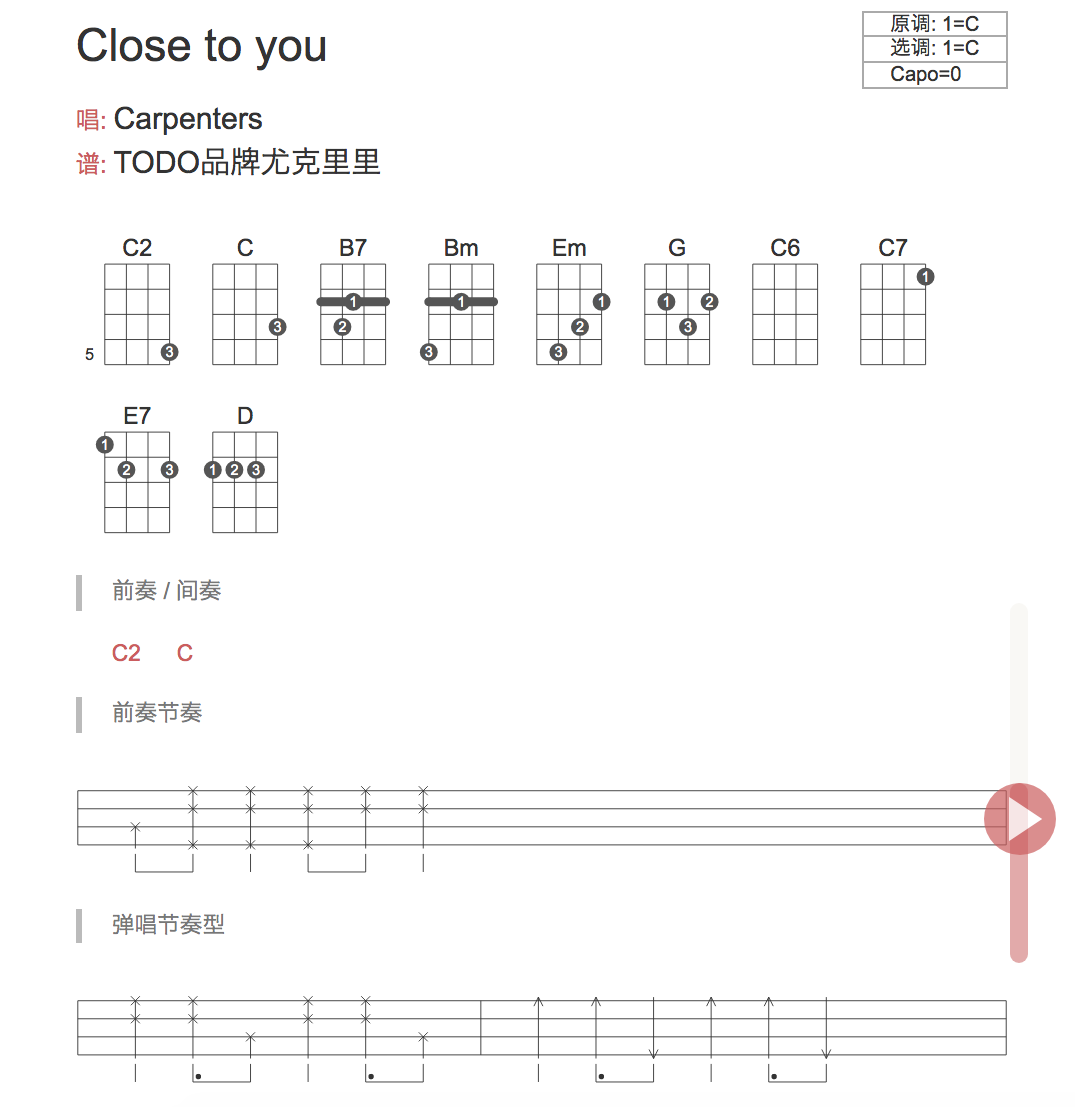 Close to you
原调: 1=C
选调: 1=C
Capo=0
唱: Carpenters
谱: TODO品牌尤克里里
C2 C B7 Bm Em G C6 C7
3 3 1 2 1 3 1 2 3 1 2 3 1
5
E7 D
1 2 3 1 2 3
前奏 / 间奏
C2 C
前奏节奏
弹唱节奏型